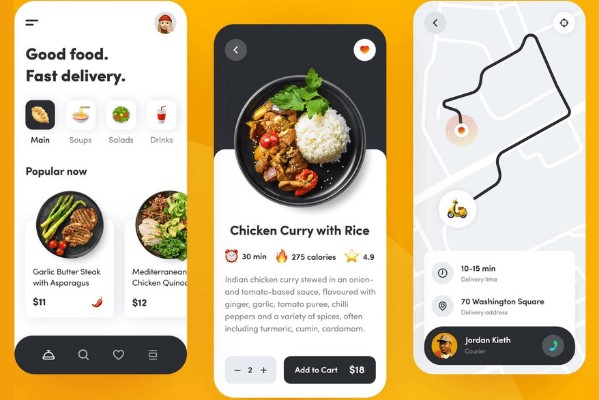 Good food.
Fast delivery.
Main
Soups
Salads
Drinks
Popular now
Garlic Butter Steak
with Asparagus
$11
Mediterranean
Chicken Quinoa
$12
Chicken Curry with Rice
30 min
275 calories
4.9
Indian chicken curry stewed in an onion-
and tomato-based sauce, flavoured with
ginger, garlic, tomato puree, chilli
peppers and a variety of spices, often
including turmeric, cumin, cardamom.
− 2 +
Add to Cart $18
10-15 min
Delivery time
70 Washington Square
Delivery address
Jordan Kieth
Courier